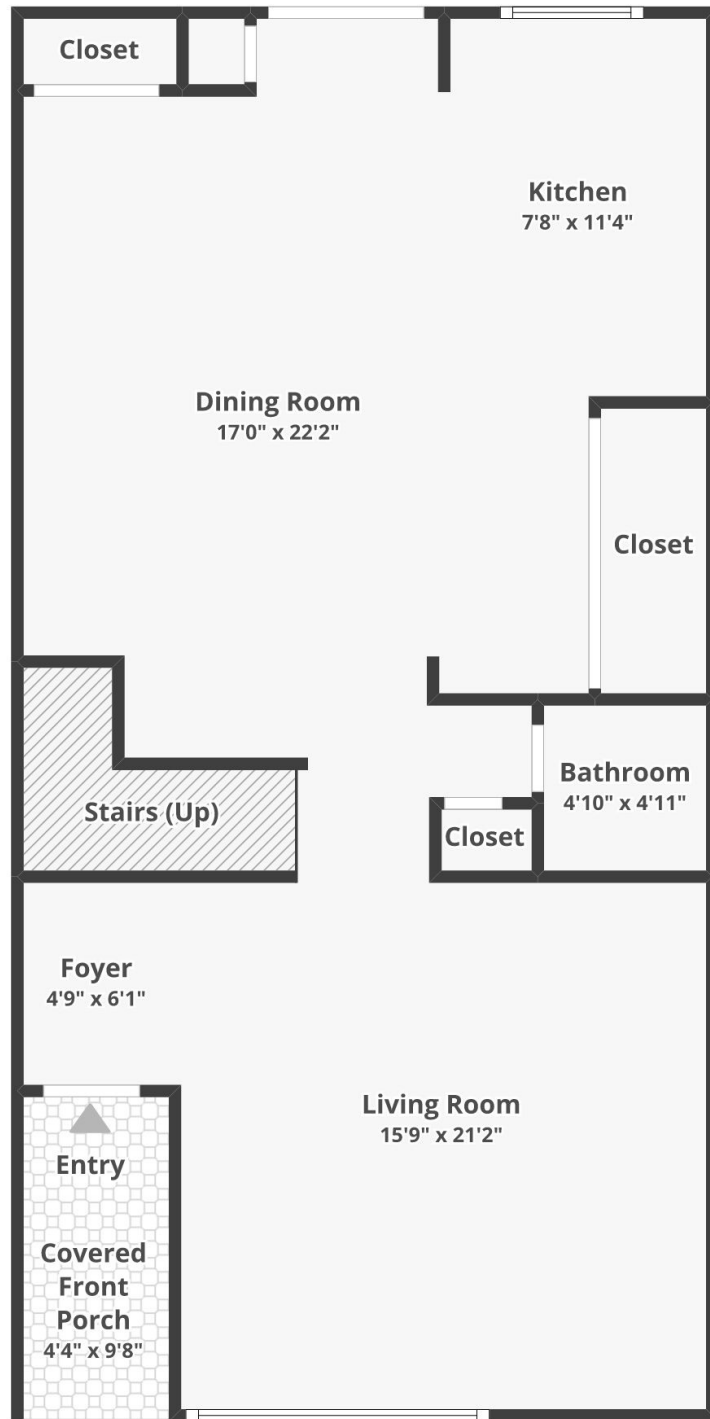 Closet
Kitchen
7'8" x 11'4"
Dining Room
17'0" x 22'2"
Closet
Bathroom
4'10" x 4'11"
Stairs (Up)
Closet
Foyer
4'9" x 6'1"
Living Room
15'9" x 21'2"
Entry
Covered
Front
Porch
4'4" x 9'8"